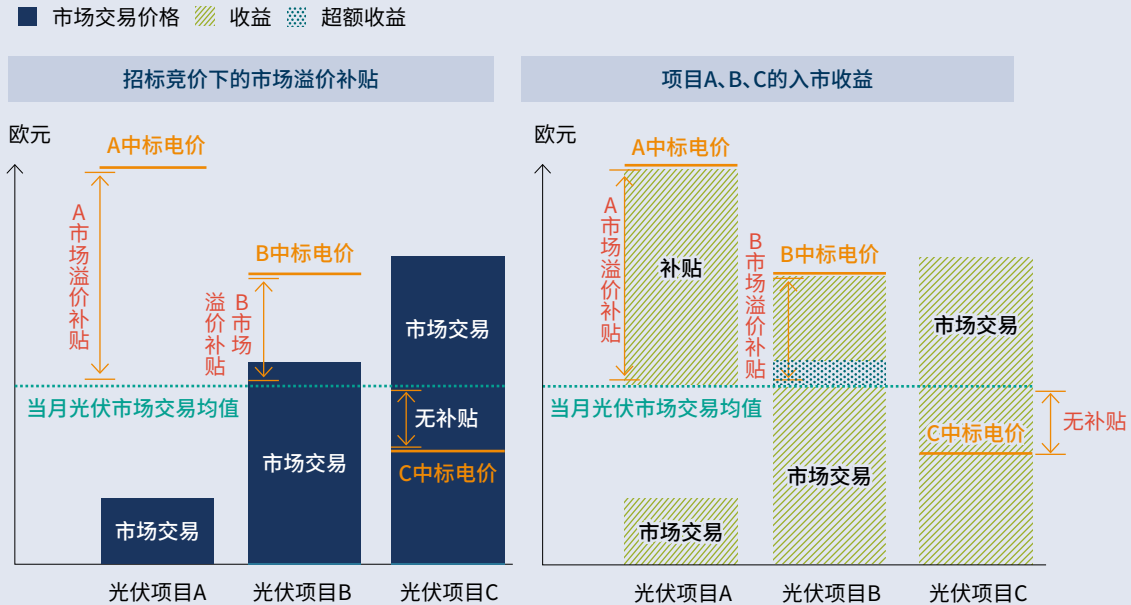 市场交易价格 收益 超额收益
招标竞价下的市场溢价补贴
欧元
A中标电价
A市场溢价补贴
B中标电价
B市场
溢价补贴
市场交易
无补贴
当月光伏市场交易均值
市场交易
C中标电价
市场交易
光伏项目A 光伏项目B 光伏项目C
项目A、B、C的入市收益
欧元
A中标电价
A市场溢价补贴
补贴
B市场溢价补贴
B中标电价
市场交易
当月光伏市场交易均值
无补贴
C中标电价
市场交易
市场交易
光伏项目A 光伏项目B 光伏项目C